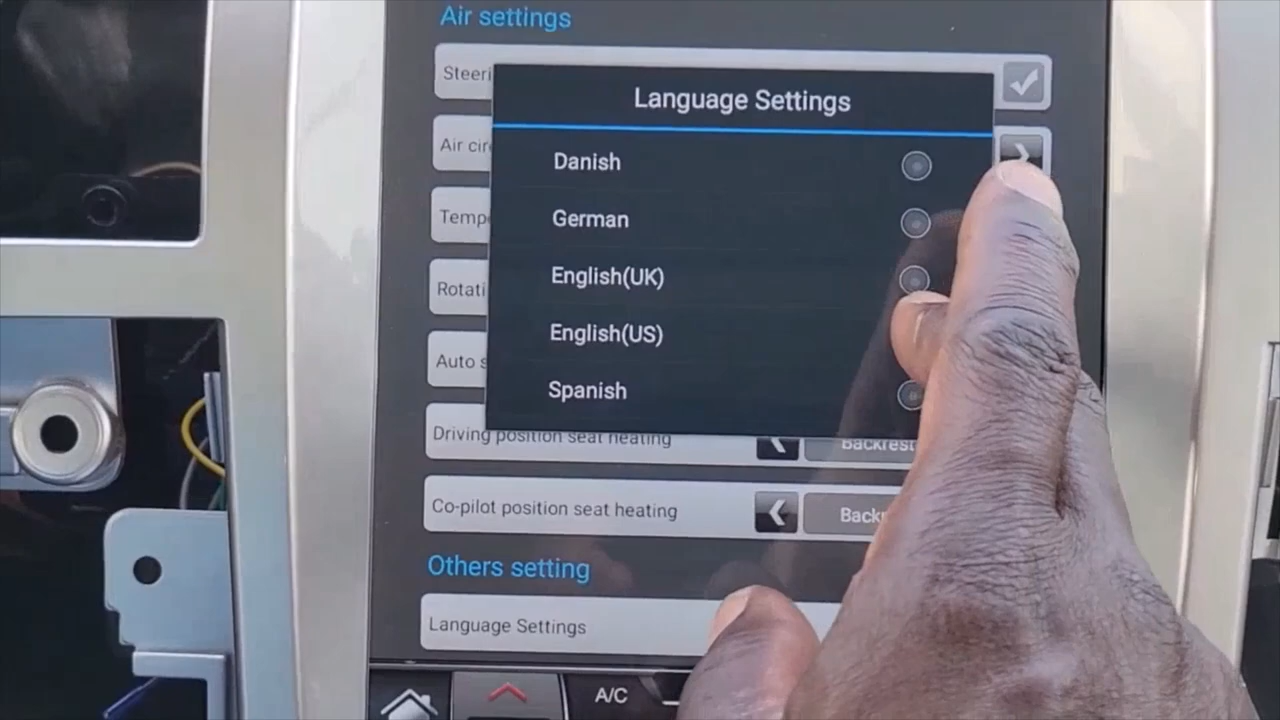 Air settings
Language Settings
Danish
German
English(UK)
English(US)
Spanish
Driving position seat heating
Backrest
Co-pilot position seat heating
Others setting
Language Settings
A/C